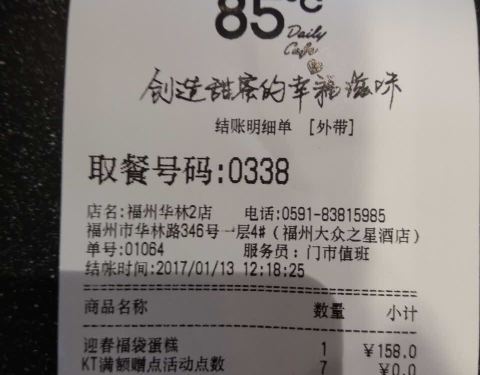 85°C
Daily
Cafe
创造甜蜜的幸福滋味
结账明细单 [外带]
取餐号码:0338
店名:福州华林2店 电话:0591-83815985
福州市华林路346号一层4#(福州大众之星酒店)
单号:01064 服务员:门市值班
结帐时间:2017/01/13 12:18:25
商品名称 数量 小计
迎春福袋蛋糕 1 ¥158.0
KT满额赠点活动点数 7 ¥0.0